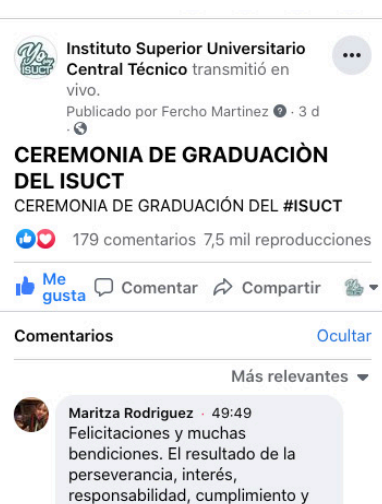 Yo
ISUCT
Instituto Superior Universitario
Central Técnico transmitió en
vivo.
Publicado por Fercho Martinez ? · 3 d
·
CEREMONIA DE GRADUACIÒN
DEL ISUCT
CEREMONIA DE GRADUACIÓN DEL #ISUCT
179 comentarios 7,5 mil reproducciones
Me
gusta
Comentar
Compartir
Comentarios
Ocultar
Más relevantes
Maritza Rodriguez · 49:49
Felicitaciones y muchas
bendiciones. El resultado de la
perseverancia, interés,
responsabilidad, cumplimiento y